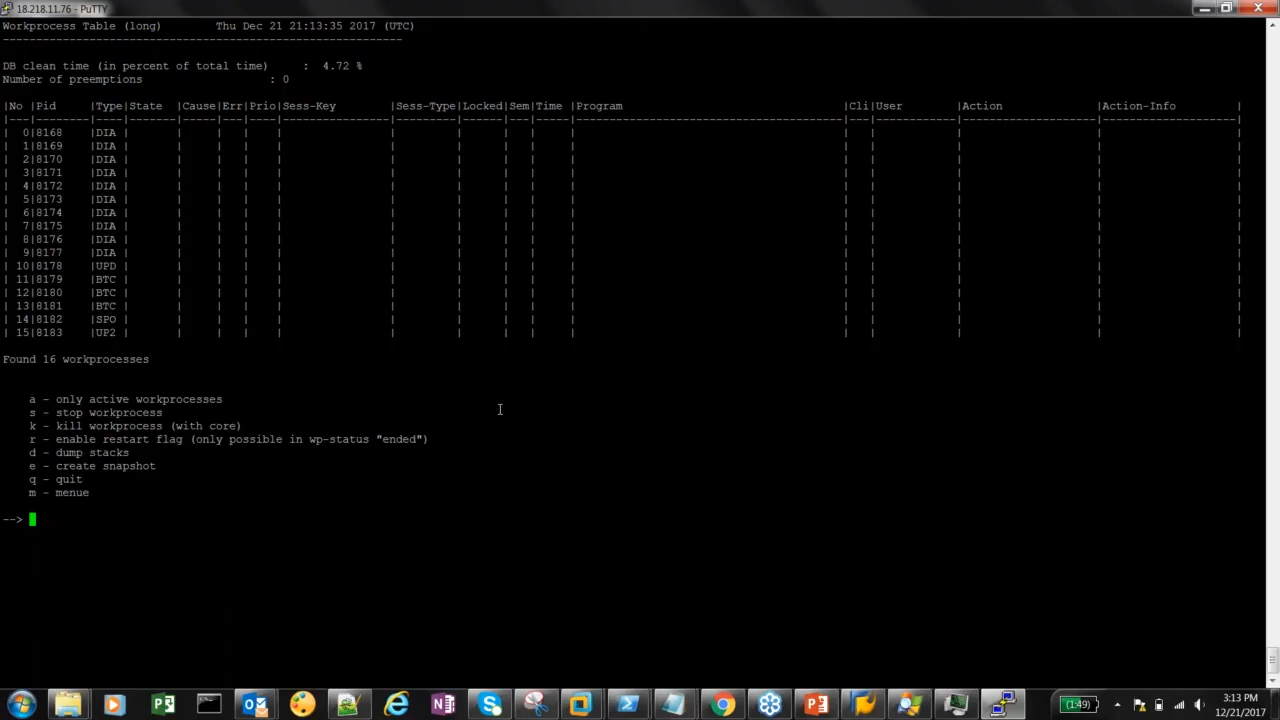 18.218.11.76 - PuTTY
Workprocess Table (long)        Thu Dec 21 21:13:35 2017 (UTC)
------------------------------------------------------------
DB clean time (in percent of total time)     :  4.72 %
Number of preemptions                   : 0
|No |Pid     |Type|State   |Cause|Err|Prio|Sess-Key        |Sess-Type|Locked|Sem|Time |Program                                 |Cli|User        |Action              |Action-Info         |
|---|--------|----|--------|-----|---|----|----------------|---------|------|---|-----|----------------------------------------|---|------------|--------------------|--------------------|
|  0|8168    |DIA |        |     |   |    |                |         |      |   |     |                                        |   |            |                    |                    |
|  1|8169    |DIA |        |     |   |    |                |         |      |   |     |                                        |   |            |                    |                    |
|  2|8170    |DIA |        |     |   |    |                |         |      |   |     |                                        |   |            |                    |                    |
|  3|8171    |DIA |        |     |   |    |                |         |      |   |     |                                        |   |            |                    |                    |
|  4|8172    |DIA |        |     |   |    |                |         |      |   |     |                                        |   |            |                    |                    |
|  5|8173    |DIA |        |     |   |    |                |         |      |   |     |                                        |   |            |                    |                    |
|  6|8174    |DIA |        |     |   |    |                |         |      |   |     |                                        |   |            |                    |                    |
|  7|8175    |DIA |        |     |   |    |                |         |      |   |     |                                        |   |            |                    |                    |
|  8|8176    |DIA |        |     |   |    |                |         |      |   |     |                                        |   |            |                    |                    |
|  9|8177    |DIA |        |     |   |    |                |         |      |   |     |                                        |   |            |                    |                    |
| 10|8178    |UPD |        |     |   |    |                |         |      |   |     |                                        |   |            |                    |                    |
| 11|8179    |BTC |        |     |   |    |                |         |      |   |     |                                        |   |            |                    |                    |
| 12|8180    |BTC |        |     |   |    |                |         |      |   |     |                                        |   |            |                    |                    |
| 13|8181    |BTC |        |     |   |    |                |         |      |   |     |                                        |   |            |                    |                    |
| 14|8182    |SPO |        |     |   |    |                |         |      |   |     |                                        |   |            |                    |                    |
| 15|8183    |UP2 |        |     |   |    |                |         |      |   |     |                                        |   |            |                    |                    |
Found 16 workprocesses
a - only active workprocesses
s - stop workprocess
k - kill workprocess (with core)
r - enable restart flag (only possible in wp-status "ended")
d - dump stacks
e - create snapshot
q - quit
m - menue
-->
(1:49)
3:13 PM
12/21/2017